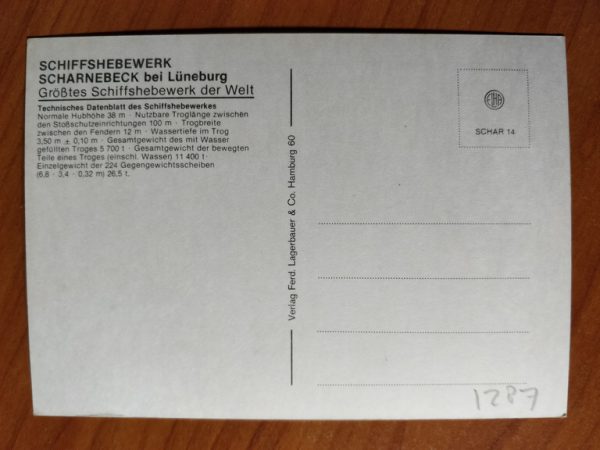 SCHIFFSHEBEWERK
SCHARNEBECK bei Lüneburg
Größtes Schiffshebewerk der Welt
Technisches Datenblatt des Schiffshebewerkes
Normale Hubhöhe 38 m · Nutzbare Troglänge zwischen
den Stoßschutzeinrichtungen 100 m · Trogbreite
zwischen den Fendern 12 m · Wassertiefe im Trog
3,50 m ± 0,10 m · Gesamtgewicht des mit Wasser
gefüllten Troges 5 700 t · Gesamtgewicht der bewegten
Teile eines Troges (einschl. Wasser) 11 400 t ·
Einzelgewicht der 224 Gegengewichtsscheiben
(6,8 · 3,4 · 0,32 m) 26,5 t.
Verlag Ferd. Lagerbauer & Co. Hamburg 60
SCHAR 14
1287